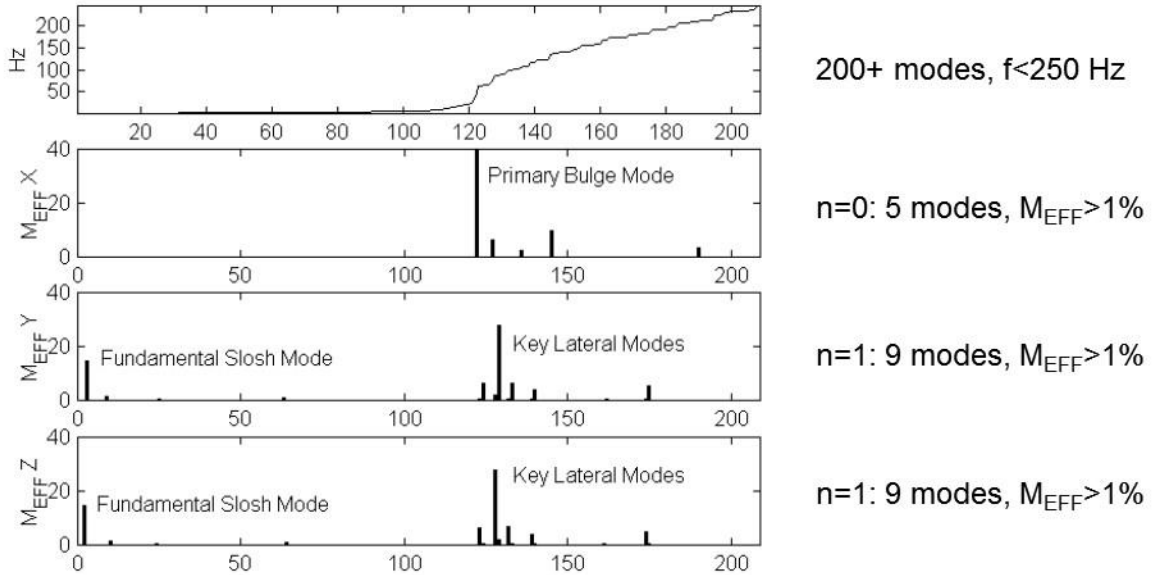 200
150
100
50
Hz
20 40 60 80 100 120 140 160 180 200
200+ modes, f<250 Hz
40
20
0
M_EFF X
Primary Bulge Mode
0 50 100 150 200
n=0: 5 modes, M_EFF>1%
40
20
0
M_EFF Y
Fundamental Slosh Mode
Key Lateral Modes
0 50 100 150 200
n=1: 9 modes, M_EFF>1%
40
20
0
M_EFF Z
Fundamental Slosh Mode
Key Lateral Modes
0 50 100 150 200
n=1: 9 modes, M_EFF>1%